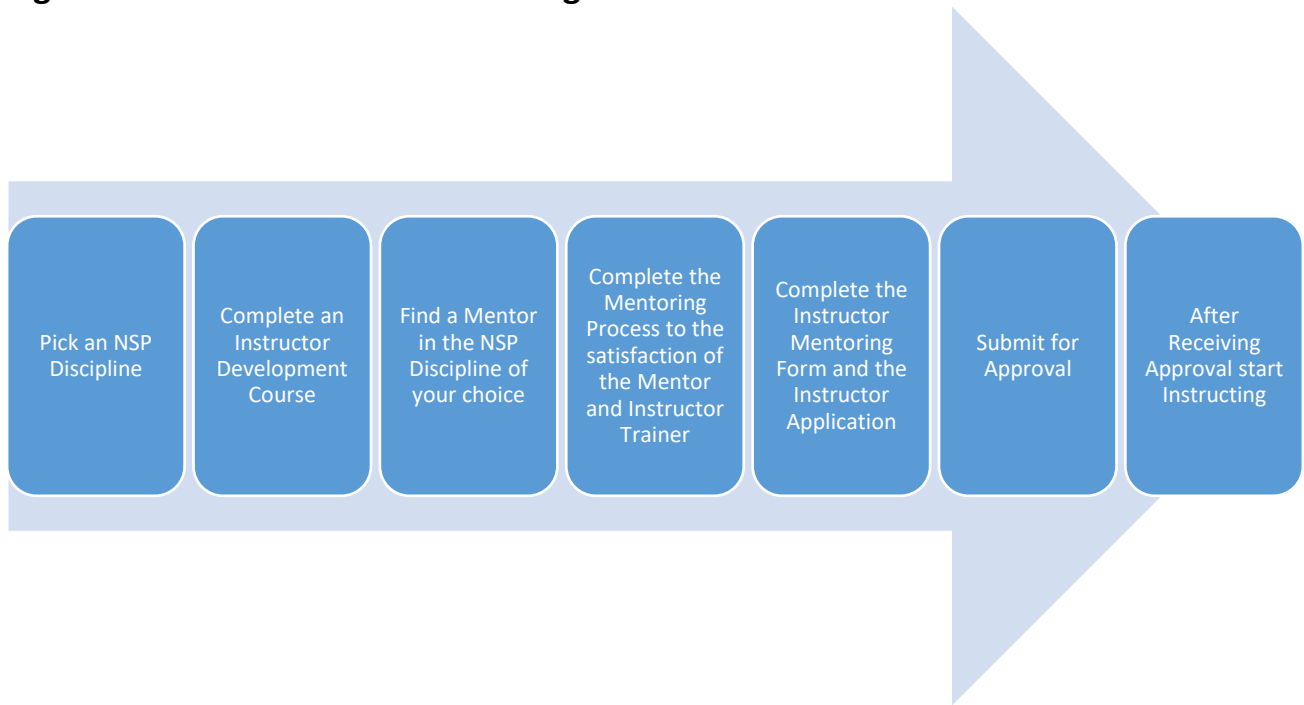 Pick an NSP
Discipline
Complete an
Instructor
Development
Course
Find a Mentor
in the NSP
Discipline of
your choice
Complete the
Mentoring
Process to the
satisfaction of
the Mentor
and Instructor
Trainer
Complete the
Instructor
Mentoring
Form and the
Instructor
Application
Submit for
Approval
After
Receiving
Approval start
Instructing